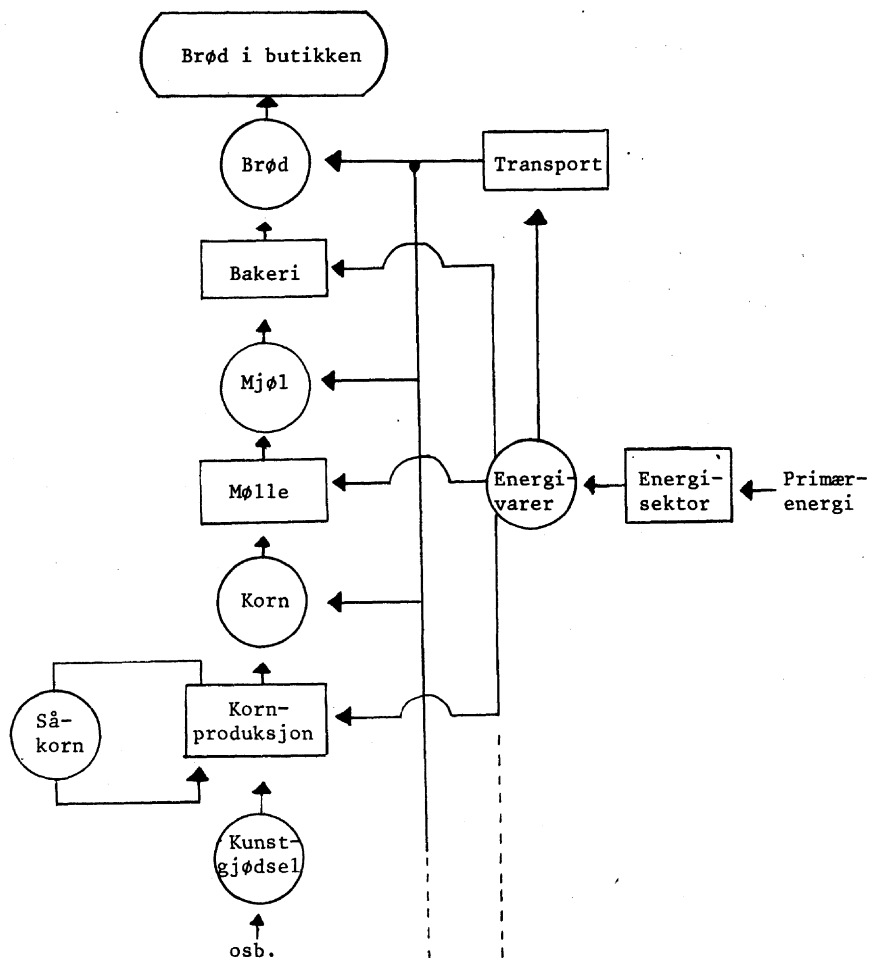 Brød i butikken
Brød
Transport
Bakeri
Mjøl
Mølle
Energi-
varer
Energi-
sektor
Primær-
energi
Korn
Korn-
produksjon
Så-
korn
Kunst-
gjødsel
osb.